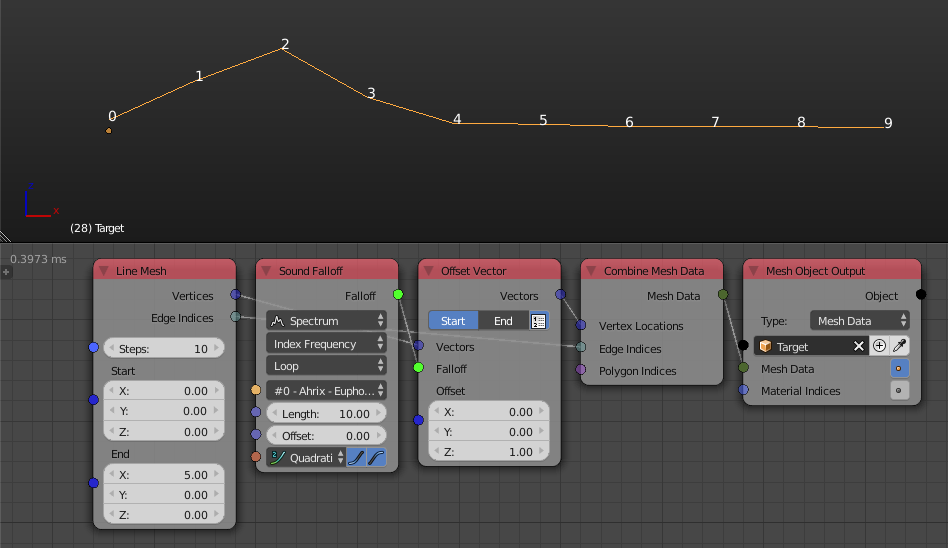 2
1
3
0
4
5
6
7
8
9
z
x
(28) Target
0.3973 ms
Line Mesh
Vertices
Edge Indices
Steps: 10
Start
X: 0.00
Y: 0.00
Z: 0.00
End
X: 5.00
Y: 0.00
Z: 0.00
Sound Falloff
Falloff
Spectrum
Index Frequency
Loop
#0 - Ahrix - Eupho...
Length: 10.00
Offset: 0.00
Quadrati
Offset Vector
Vectors
Start End
Vectors
Falloff
Offset
X: 0.00
Y: 0.00
Z: 1.00
Combine Mesh Data
Mesh Data
Vertex Locations
Edge Indices
Polygon Indices
Mesh Object Output
Object
Type: Mesh Data
Target
Mesh Data
Material Indices